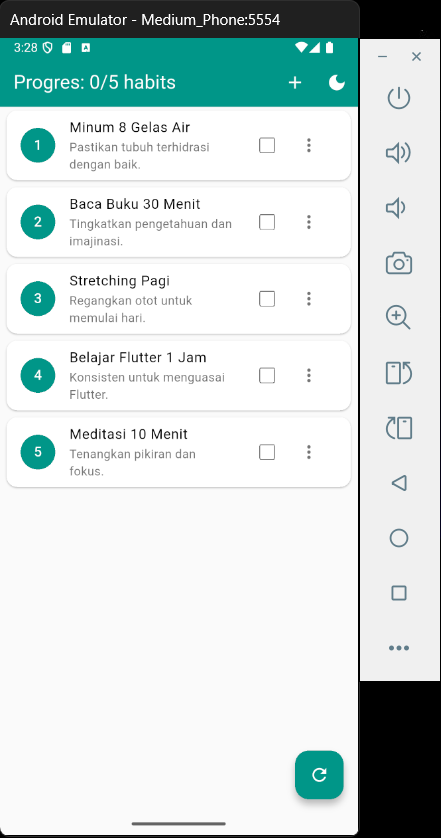 Android Emulator - Medium_Phone:5554
3:28
A
Progres: 0/5 habits
1
Minum 8 Gelas Air
Pastikan tubuh terhidrasi
dengan baik.
2
Baca Buku 30 Menit
Tingkatkan pengetahuan dan
imajinasi.
3
Stretching Pagi
Regangkan otot untuk
memulai hari.
4
Belajar Flutter 1 Jam
Konsisten untuk menguasai
Flutter.
5
Meditasi 10 Menit
Tenangkan pikiran dan
fokus.